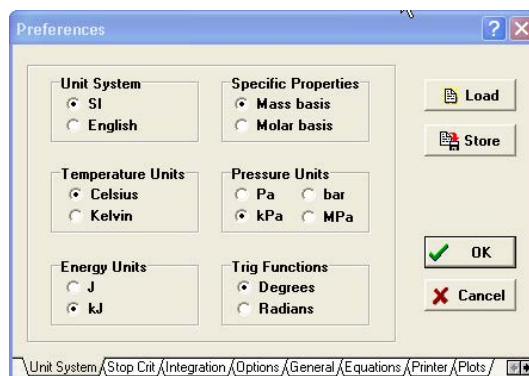 Preferences
Unit System
SI
English
Specific Properties
Mass basis
Molar basis
Load
Store
Temperature Units
Celsius
Kelvin
Pressure Units
Pa bar
kPa MPa
Energy Units
J
kJ
Trig Functions
Degrees
Radians
OK
Cancel
Unit System Stop Crit Integration Options General Equations Printer Plots